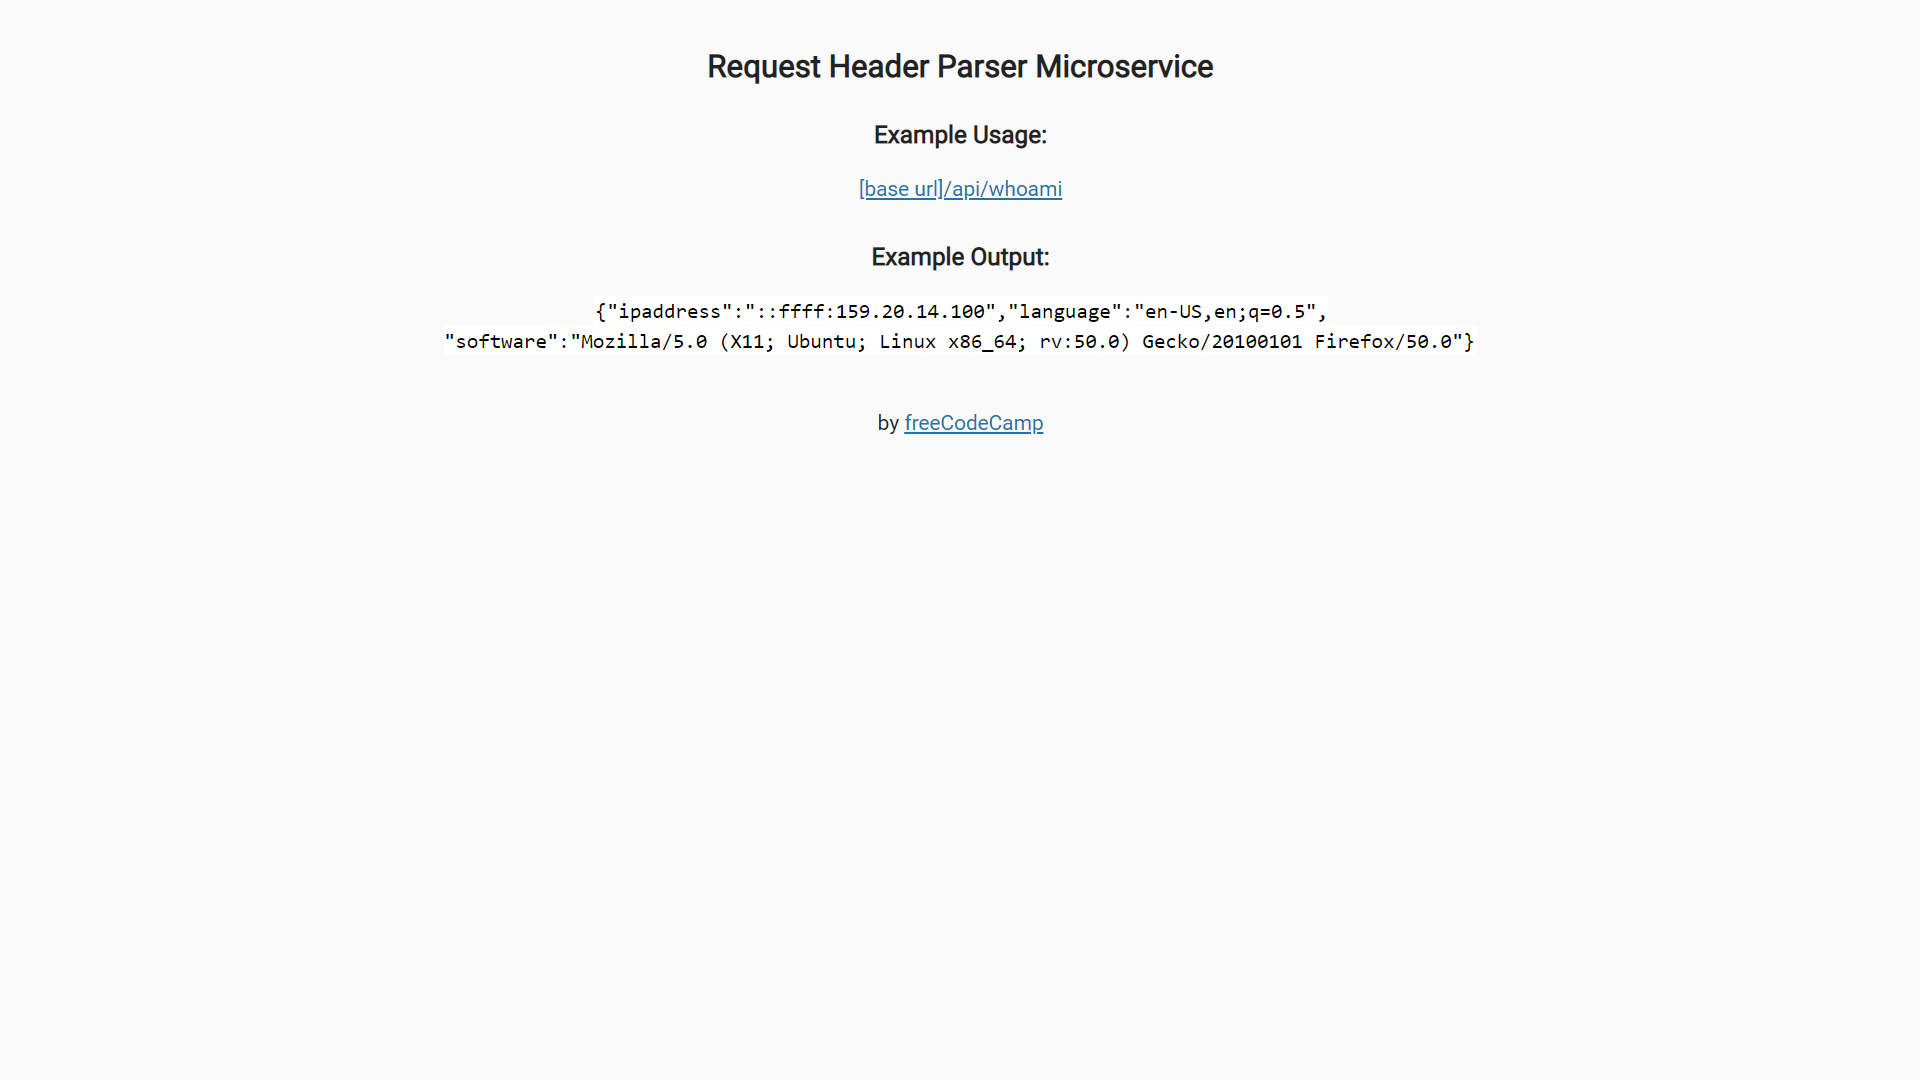 Request Header Parser Microservice
Example Usage:
[base url]/api/whoami
Example Output:
{"ipaddress":"::ffff:159.20.14.100","language":"en-US,en;q=0.5",
"software":"Mozilla/5.0 (X11; Ubuntu; Linux x86_64; rv:50.0) Gecko/20100101 Firefox/50.0"}
by freeCodeCamp